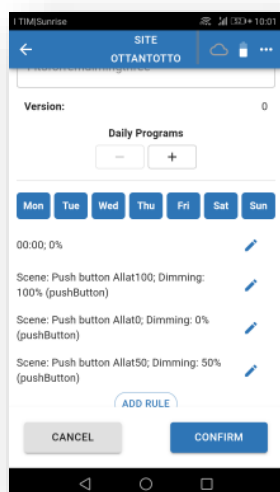 TIM|Sunrise 10:01
SITE
OTTANTOTTO
Version: 0
Daily Programs
− +
Mon Tue Wed Thu Fri Sat Sun
00:00; 0%
Scene: Push button Allat100; Dimming:
100% (pushButton)
Scene: Push button Allat0; Dimming: 0%
(pushButton)
Scene: Push button Allat50; Dimming: 50%
(pushButton)
ADD RULE
CANCEL CONFIRM